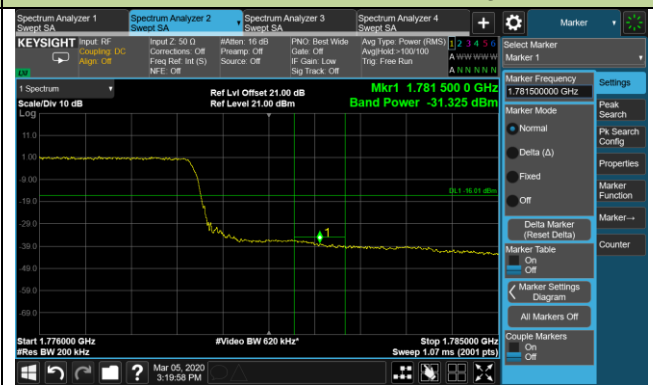 Spectrum Analyzer 1
Swept SA
Spectrum Analyzer 2
Swept SA
Spectrum Analyzer 3
Swept SA
Spectrum Analyzer 4
Swept SA
Marker
KEYSIGHT
Input: RF
Coupling: DC
Align: Off
Input Z: 50 Ω
Corrections: Off
Freq Ref: Int (S)
NFE: Off
#Atten: 16 dB
Preamp: Off
Source: Off
PNO: Best Wide
Gate: Off
IF Gain: Low
Sig Track: Off
Avg Type: Power (RMS)
Avg|Hold: >100/100
Trig: Free Run
1 2 3 4 5 6
A W W W W W
A N N N N N
LM
1 Spectrum
Scale/Div 10 dB
Log
Ref Lvl Offset 21.00 dB
Ref Level 21.00 dBm
Mkr1 1.781 500 0 GHz
Band Power -31.325 dBm
11.0
1.00
-9.00
-19.0
-29.0
-39.0
-49.0
-59.0
-69.0
DL1 -16.01 dBm
1
Start 1.776000 GHz
#Res BW 200 kHz
#Video BW 620 kHz*
Stop 1.785000 GHz
Sweep 1.07 ms (2001 pts)
Select Marker
Marker 1
Marker Frequency
1.781500000 GHz
Marker Mode
Normal
Delta (Δ)
Fixed
Off
Delta Marker
(Reset Delta)
Marker Table
On
Off
Marker Settings
Diagram
All Markers Off
Couple Markers
On
Off
Settings
Peak
Search
Pk Search
Config
Properties
Marker
Function
Marker→
Counter
?
Mar 05, 2020
3:19:58 PM